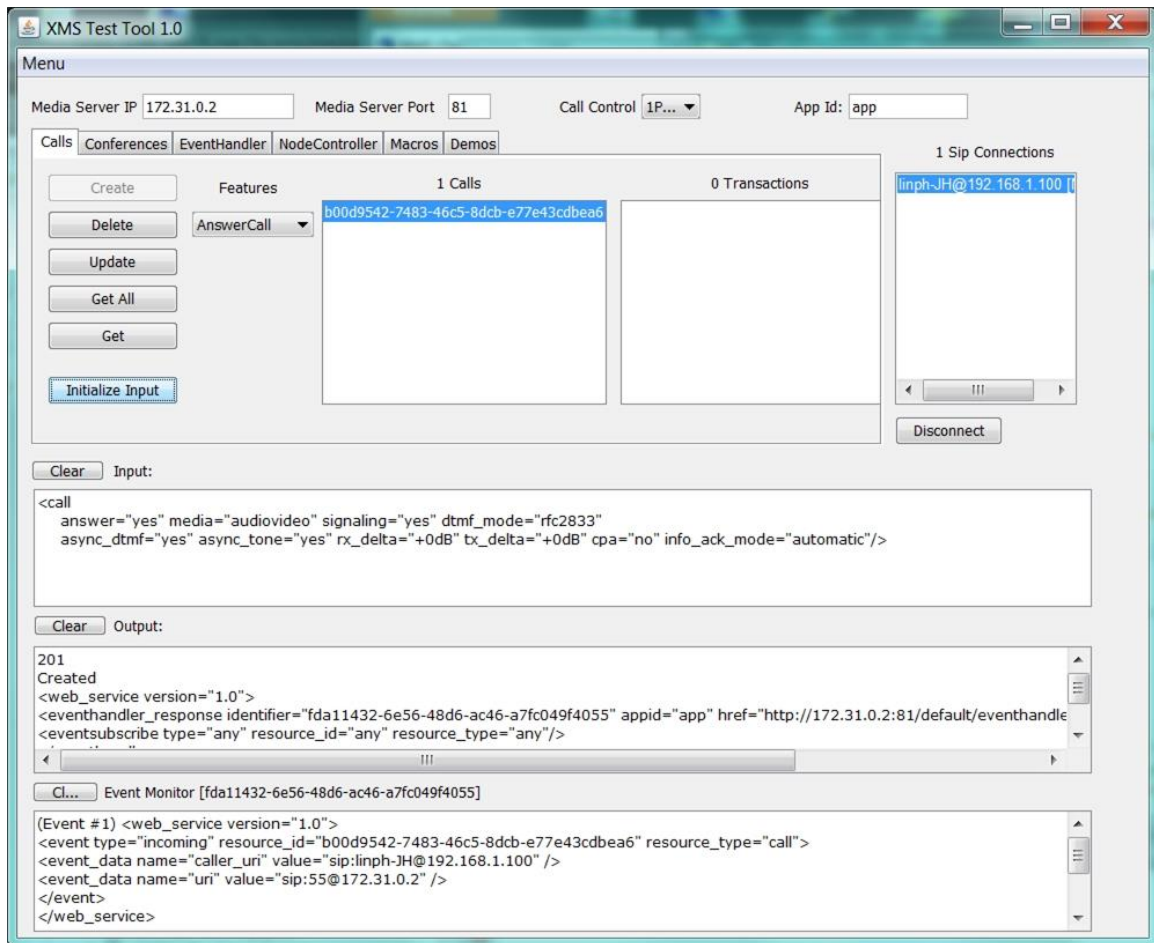 XMS Test Tool 1.0
Menu
Media Server IP 172.31.0.2 Media Server Port 81 Call Control 1P... App Id: app
Calls Conferences EventHandler NodeController Macros Demos
1 Sip Connections
Create Features 1 Calls 0 Transactions
b00d9542-7483-46c5-8dcb-e77e43cdbea6
linph-JH@192.168.1.100
Delete AnswerCall
Update
Get All
Get
Initialize Input
Disconnect
Clear Input:
<call
answer="yes" media="audiovideo" signaling="yes" dtmf_mode="rfc2833"
async_dtmf="yes" async_tone="yes" rx_delta="+0dB" tx_delta="+0dB" cpa="no" info_ack_mode="automatic"/>
Clear Output:
201
Created
<web_service version="1.0">
<eventhandler_response identifier="fda11432-6e56-48d6-ac46-a7fc049f4055" appid="app" href="http://172.31.0.2:81/default/eventhandle
<eventsubscribe type="any" resource_id="any" resource_type="any"/>
Cl... Event Monitor [fda11432-6e56-48d6-ac46-a7fc049f4055]
(Event #1) <web_service version="1.0">
<event type="incoming" resource_id="b00d9542-7483-46c5-8dcb-e77e43cdbea6" resource_type="call">
<event_data name="caller_uri" value="sip:linph-JH@192.168.1.100" />
<event_data name="uri" value="sip:55@172.31.0.2" />
</event>
</web_service>